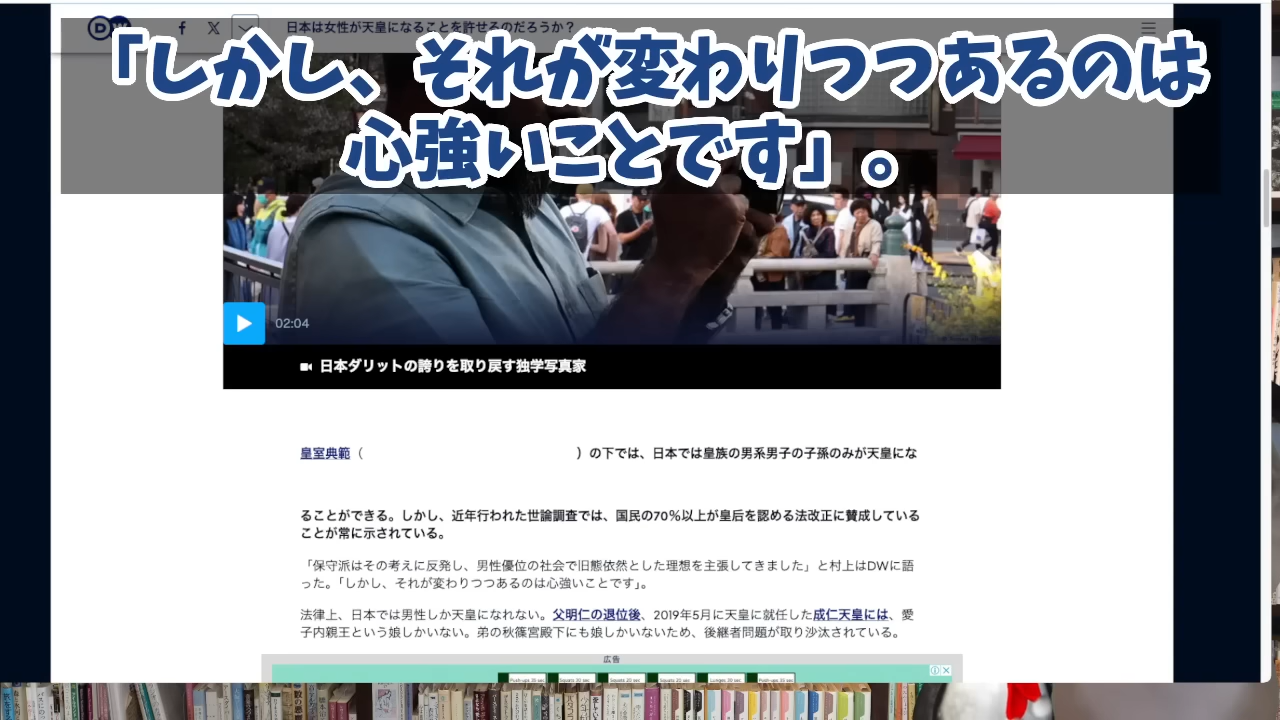 DW
日本は女性が天皇になることを許せるのだろうか？
「しかし、それが変わりつつあるのは
心強いことです」。
02:04
日本ダリットの誇りを取り戻す独学写真家
皇室典範（ ）の下では、日本では皇族の男系男子の子孫のみが天皇にな
ることができる。しかし、近年行われた世論調査では、国民の70％以上が皇后を認める法改正に賛成している
ことが常に示されている。
「保守派はその考えに反発し、男性優位の社会で旧態依然とした理想を主張してきました」と村上はDWに語
った。「しかし、それが変わりつつあるのは心強いことです」。
法律上、日本では男性しか天皇になれない。父明仁の退位後、2019年5月に天皇に就任した成仁天皇には、愛
子内親王という娘しかいない。弟の秋篠宮殿下にも娘しかいないため、後継者問題が取り沙汰されている。
広告